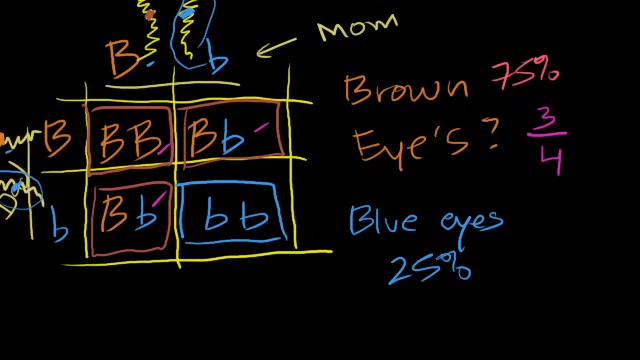 Mom
B b
B BB Bb
b Bb bb
Brown 75%
Eye's? 3/4
Blue eyes
25%